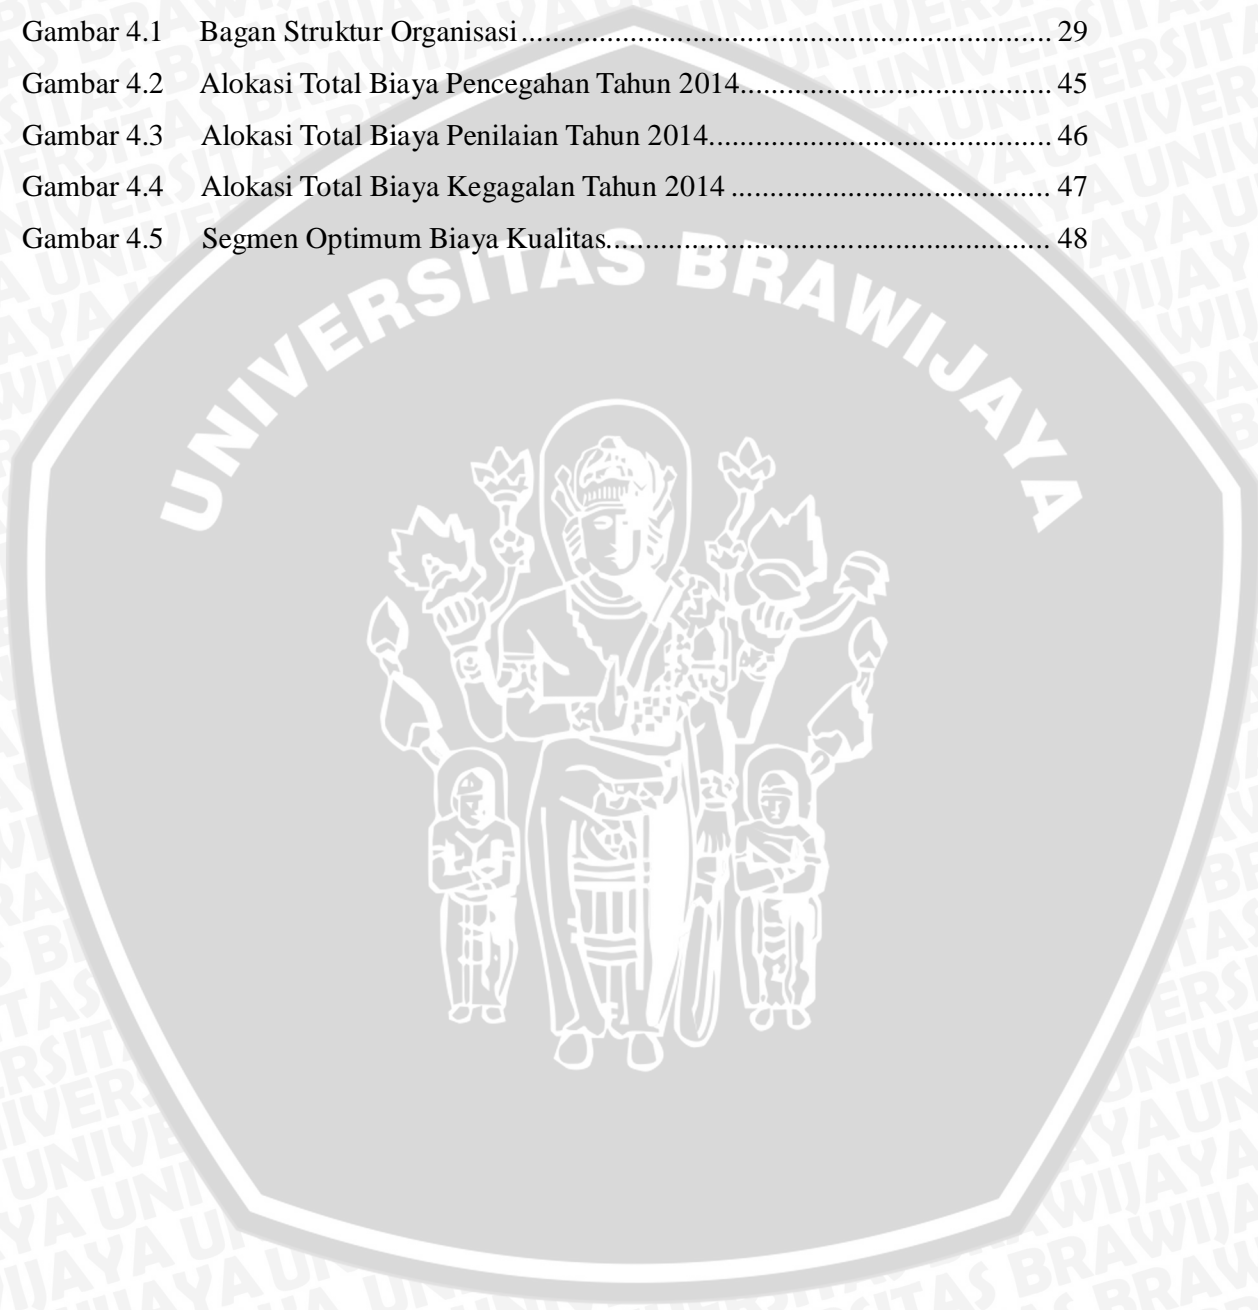 Gambar 4.1 Bagan Struktur Organisasi................................................................................ 29
Gambar 4.2 Alokasi Total Biaya Pencegahan Tahun 2014............................................... 45
Gambar 4.3 Alokasi Total Biaya Penilaian Tahun 2014.................................................... 46
Gambar 4.4 Alokasi Total Biaya Kegagalan Tahun 2014 ................................................ 47
Gambar 4.5 Segmen Optimum Biaya Kualitas.................................................................. 48
UNIVERSITAS BRAWIJAYA